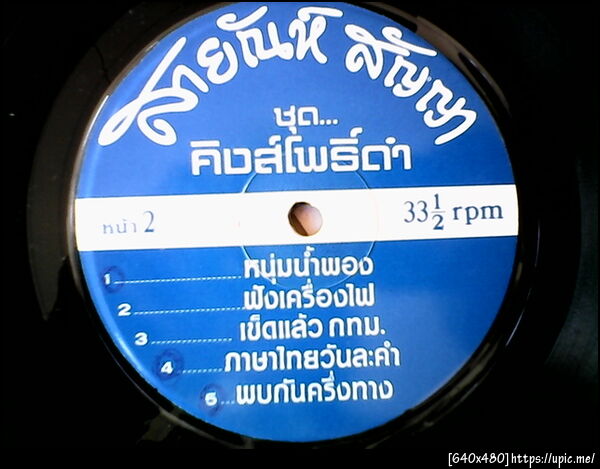 สายัณห์ สัญญา
ชุด...
คิงส์โพธิ์ดำ
หน้า 2
33 1/2 rpm
1 ........................ หนุ่มน้ำพอง
2 ..................... ฟังเครื่องไฟ
3 ................ เข็ดแล้ว กทม.
4 .......... ภาษาไทยวันละคำ
5 ... พบกันครึ่งทาง
[640x480]https://upic.me/